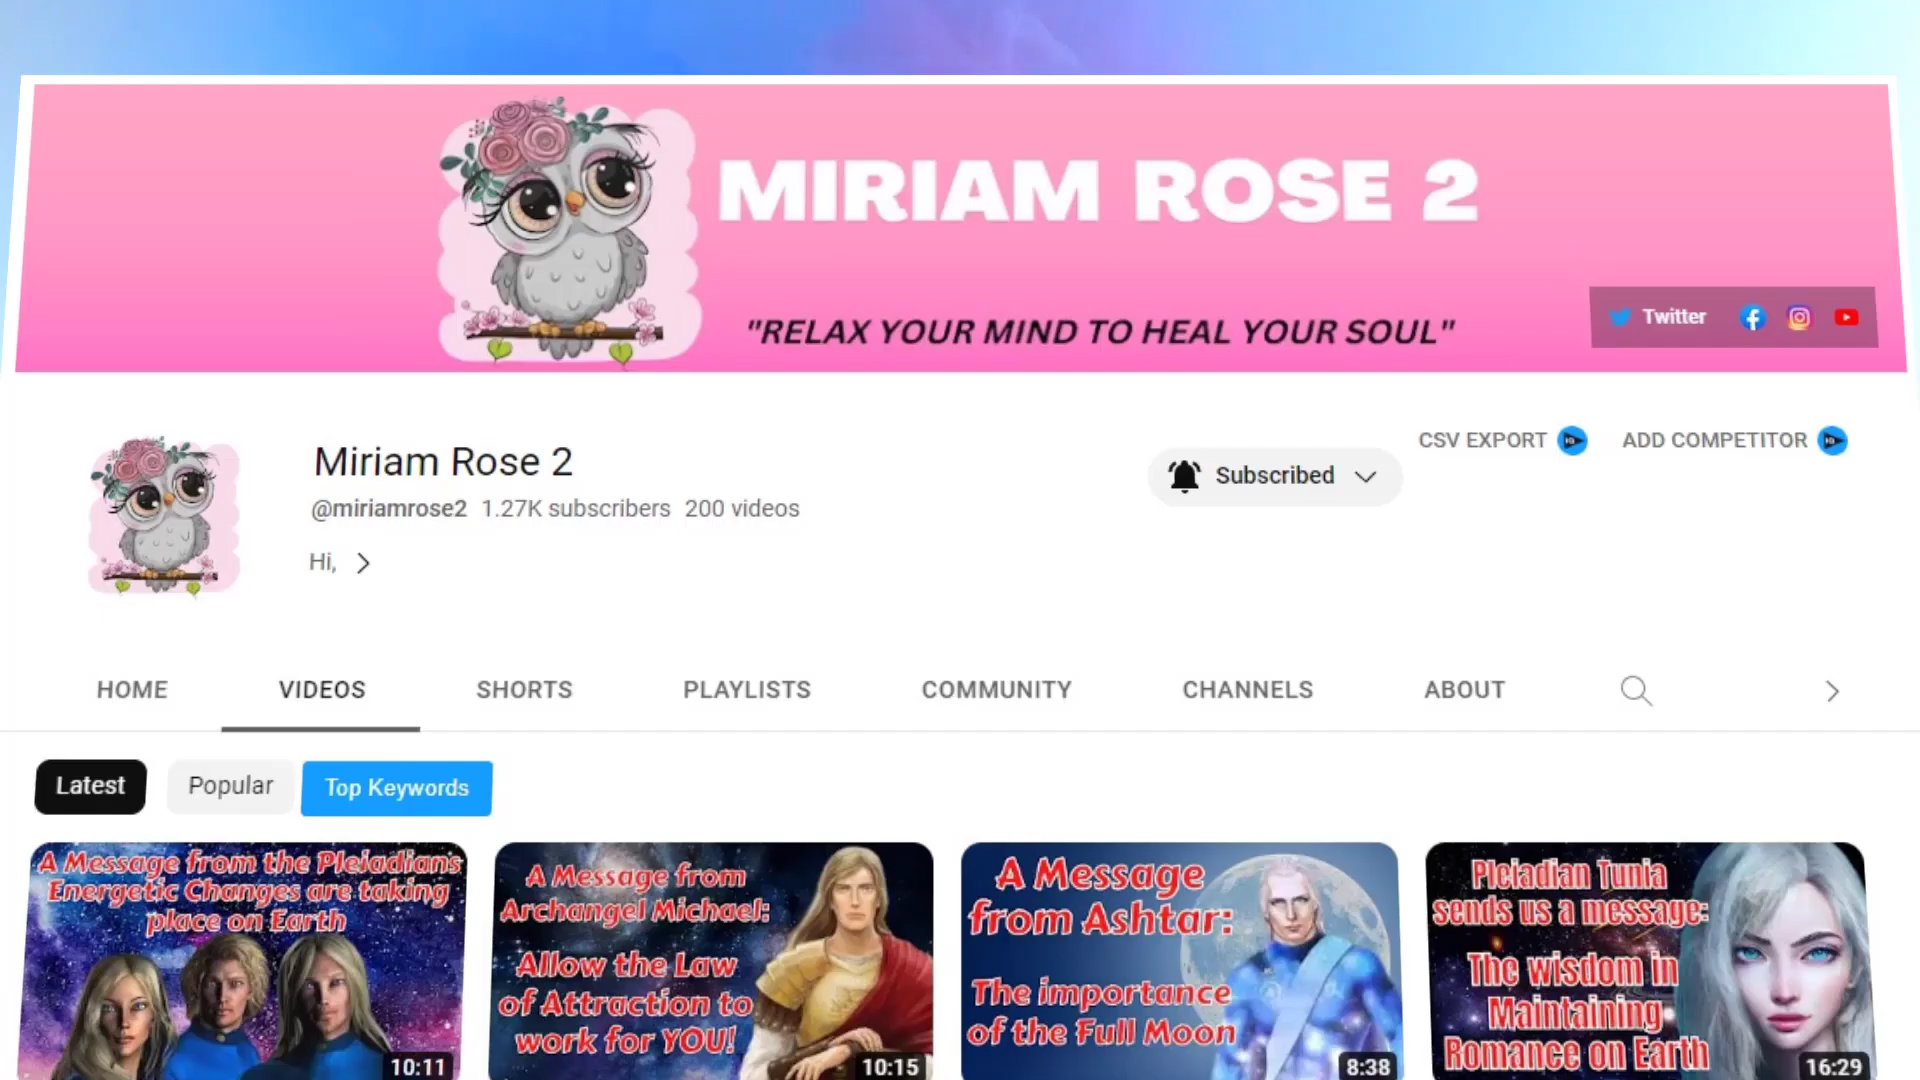 MIRIAM ROSE 2
"RELAX YOUR MIND TO HEAL YOUR SOUL"
Twitter
Miriam Rose 2
@miriamrose2 1.27K subscribers 200 videos
Hi,
Subscribed
CSV EXPORT
ADD COMPETITOR
HOME VIDEOS SHORTS PLAYLISTS COMMUNITY CHANNELS ABOUT
Latest Popular Top Keywords
A Message from the Pleiadians
Energetic Changes are taking
place on Earth
10:11
A Message from
Archangel Michael:
Allow the Law
of Attraction to
work for YOU!
10:15
A Message
from Ashtar:
The importance
of the Full Moon
8:38
Pleiadian Tunia
sends us a message:
The wisdom in
Maintaining
Romance on Earth
16:29